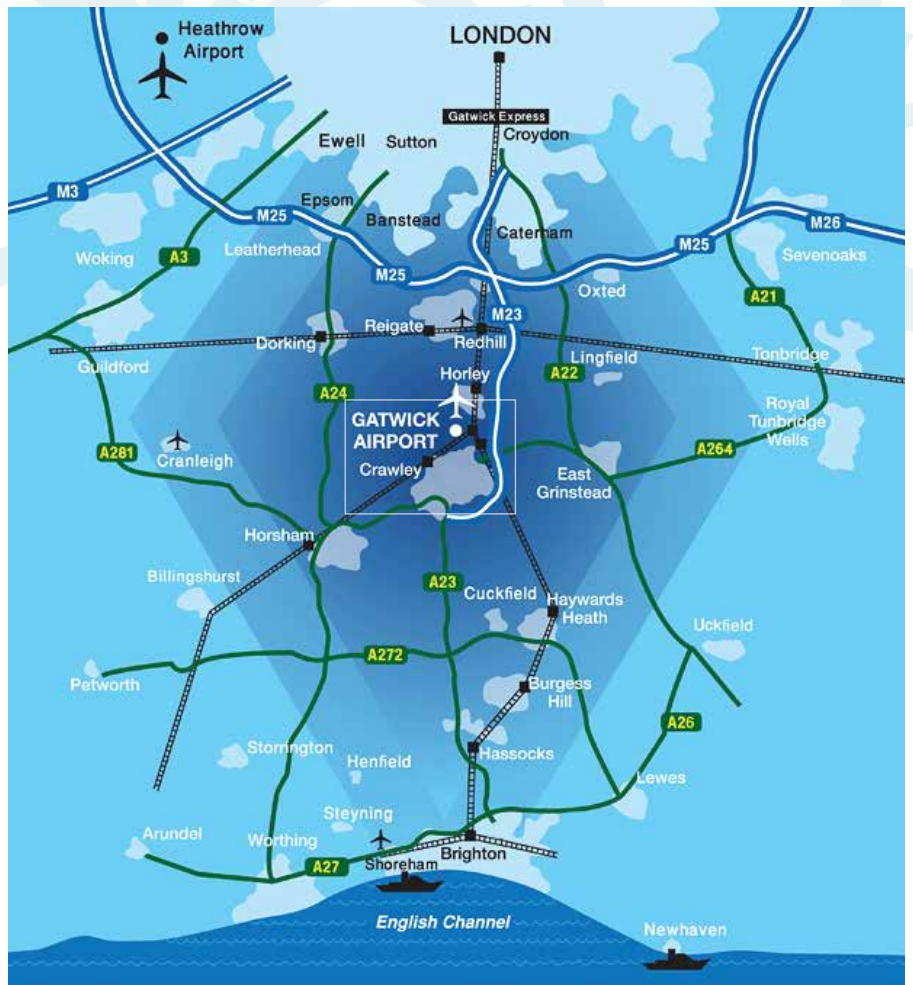 Heathrow
Airport
LONDON
Gatwick Express
Ewell
Sutton
Croydon
M3
Epsom
M25
Banstead
M26
Woking
A3
Leatherhead
Caterham
M25
Sevenoaks
M25
Oxted
A21
M23
Reigate
Redhill
Dorking
Guildford
Lingfield
Tonbridge
Horley
A22
A24
Royal
Tunbridge
Wells
GATWICK
AIRPORT
A281
Cranleigh
Crawley
A264
East
Grinstead
Horsham
Billingshurst
A23
Cuckfield
Haywards
Heath
Uckfield
A272
Petworth
Burgess
Hill
A26
Storrington
Hassocks
Henfield
Lewes
Steyning
Arundel
Worthing
A27
Shoreham
Brighton
English Channel
Newhaven